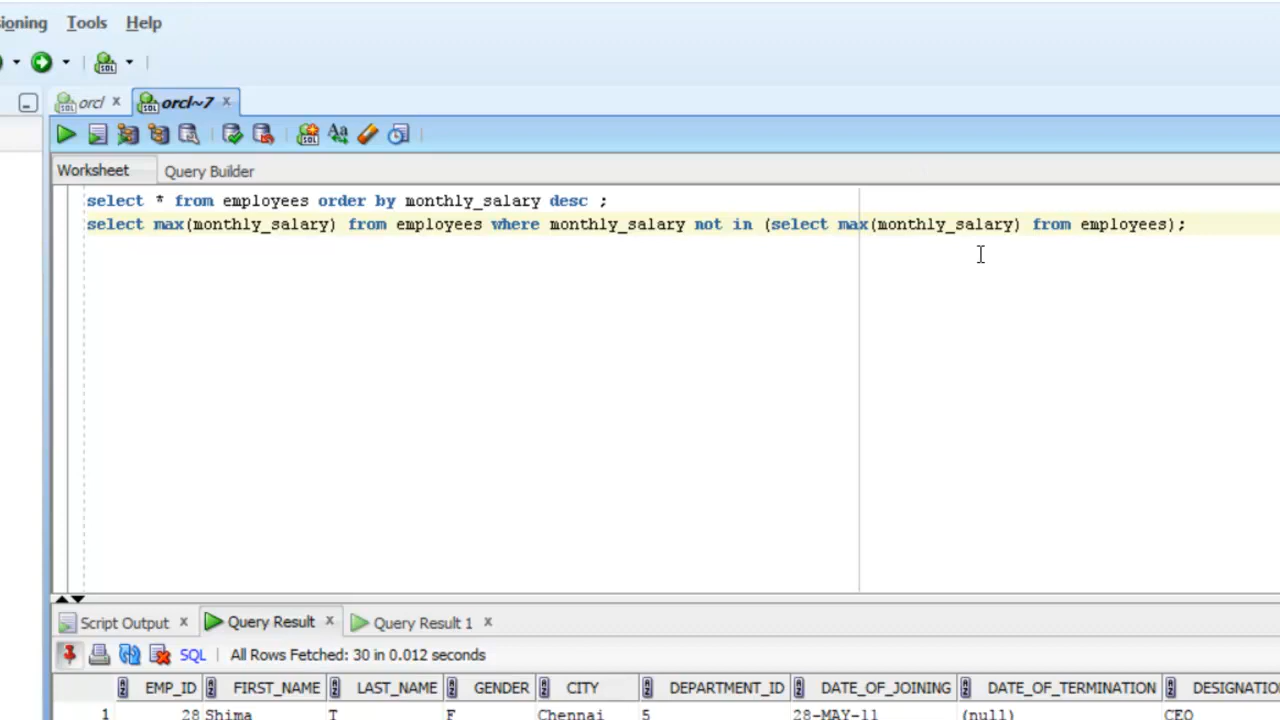 sioning Tools Help
orcl orcl~7
Worksheet Query Builder
select * from employees order by monthly_salary desc ;
select max(monthly_salary) from employees where monthly_salary not in (select max(monthly_salary) from employees);
Script Output Query Result Query Result 1
SQL All Rows Fetched: 30 in 0.012 seconds
EMP_ID FIRST_NAME LAST_NAME GENDER CITY DEPARTMENT_ID DATE_OF_JOINING DATE_OF_TERMINATION DESIGNATIO
1 28 Shima T F Chennai 5 28-MAY-11 (null) CEO